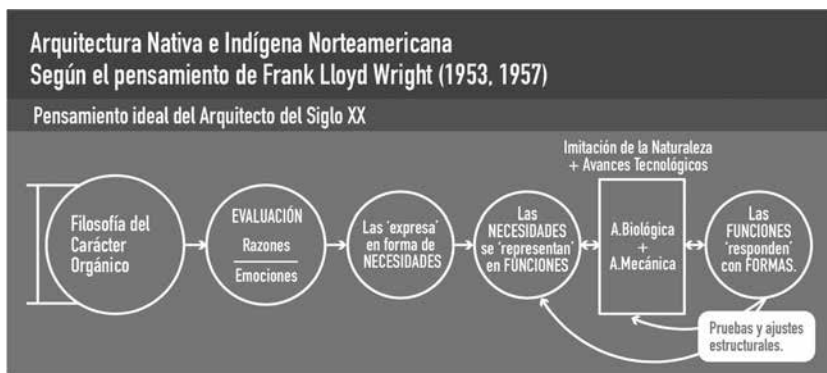 Arquitectura Nativa e Indígena Norteamericana
Según el pensamiento de Frank Lloyd Wright (1953, 1957)
Pensamiento ideal del Arquitecto del Siglo XX
Filosofía del
Carácter
Orgánico
EVALUACIÓN
Razones
Emociones
Las 'expresa'
en forma de
NECESIDADES
Las
NECESIDADES
se 'representan'
en FUNCIONES
Imitación de la Naturaleza
+ Avances Tecnológicos
A.Biológica
+
A.Mecánica
Las
FUNCIONES
'responden'
con FORMAS.
Pruebas y ajustes
estructurales.